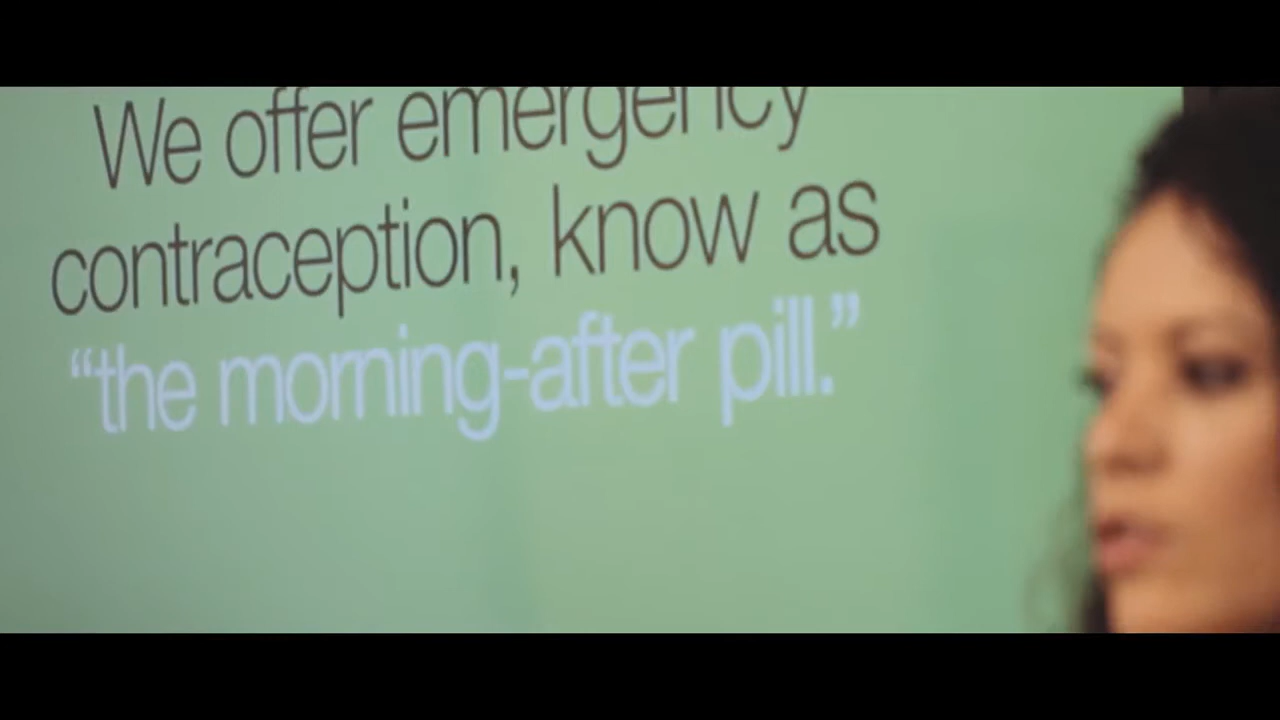 We offer emergency
contraception, know as
“the morning-after pill.”